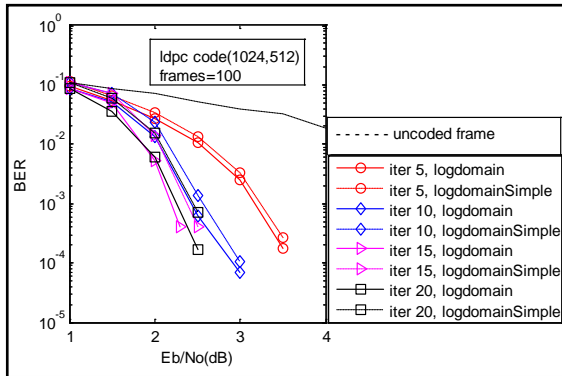 10^0
10^-1
10^-2
10^-3
10^-4
10^-5
BER
1 2 3 4
Eb/No(dB)
ldpc code(1024,512)
frames=100
uncoded frame
iter 5, logdomain
iter 5, logdomainSimple
iter 10, logdomain
iter 10, logdomainSimple
iter 15, logdomain
iter 15, logdomainSimple
iter 20, logdomain
iter 20, logdomainSimple